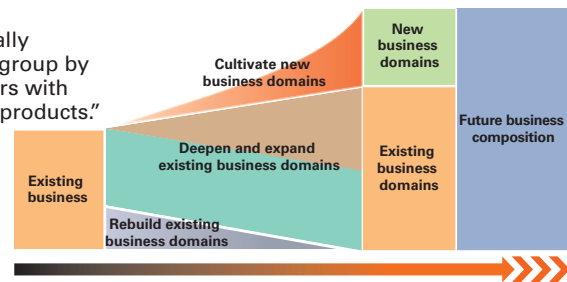 ally
group by
rs with
products.”
Cultivate new
business domains
New
business
domains
Deepen and expand
existing business domains
Existing
business
Existing
business
domains
Future business
composition
Rebuild existing
business domains